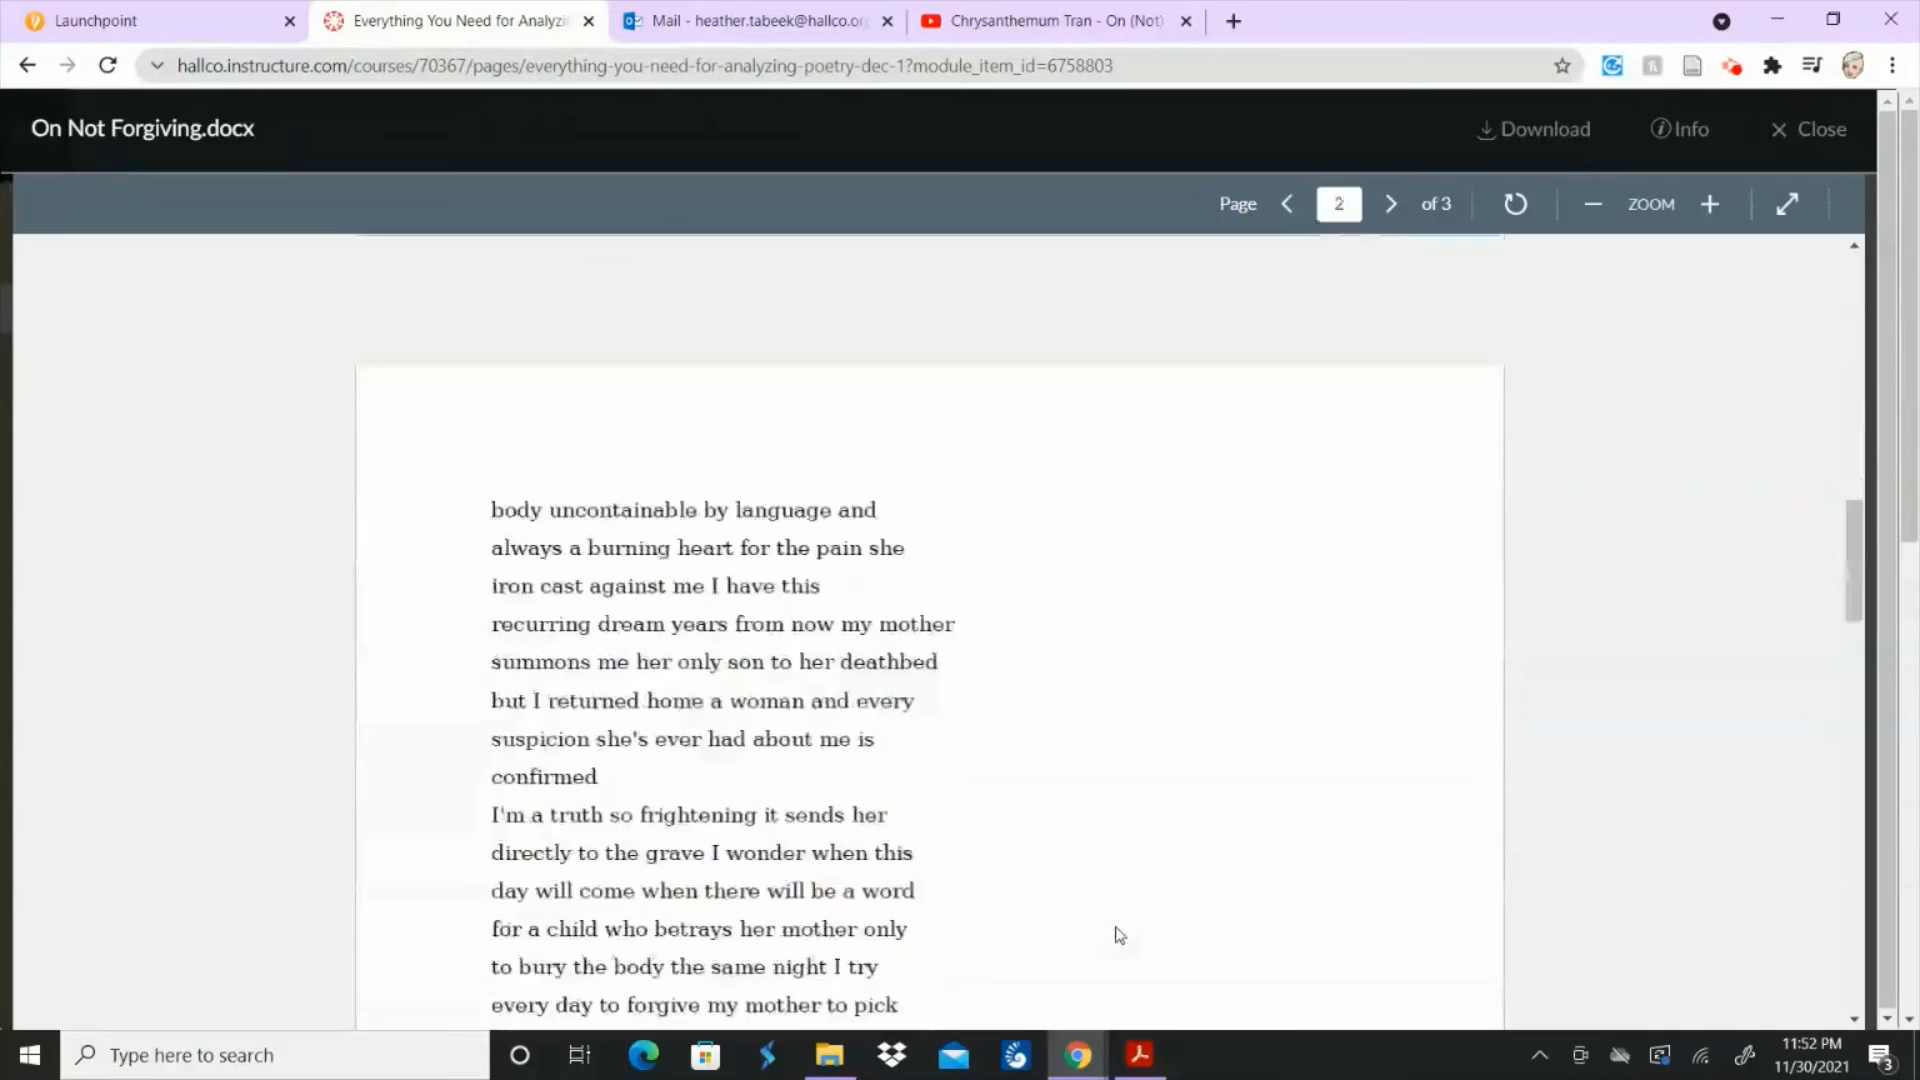 Launchpoint
Everything You Need for Analyzi
Mail - heather.tabeek@hallco.or
Chrysanthemum Tran - On (Not)
hallco.instructure.com/courses/70367/pages/everything-you-need-for-analyzing-poetry-dec-1?module_item_id=6758803
On Not Forgiving.docx
Download
Info
Close
Page
2
of 3
ZOOM
body uncontainable by language and
always a burning heart for the pain she
iron cast against me I have this
recurring dream years from now my mother
summons me her only son to her deathbed
but I returned home a woman and every
suspicion she's ever had about me is
confirmed
I'm a truth so frightening it sends her
directly to the grave I wonder when this
day will come when there will be a word
for a child who betrays her mother only
to bury the body the same night I try
every day to forgive my mother to pick
Type here to search
11:52 PM
11/30/2021
3